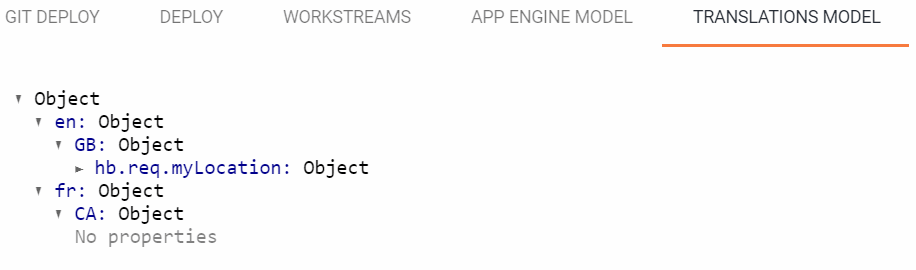 GIT DEPLOY DEPLOY WORKSTREAMS APP ENGINE MODEL TRANSLATIONS MODEL
Object
en: Object
GB: Object
hb.req.myLocation: Object
fr: Object
CA: Object
No properties